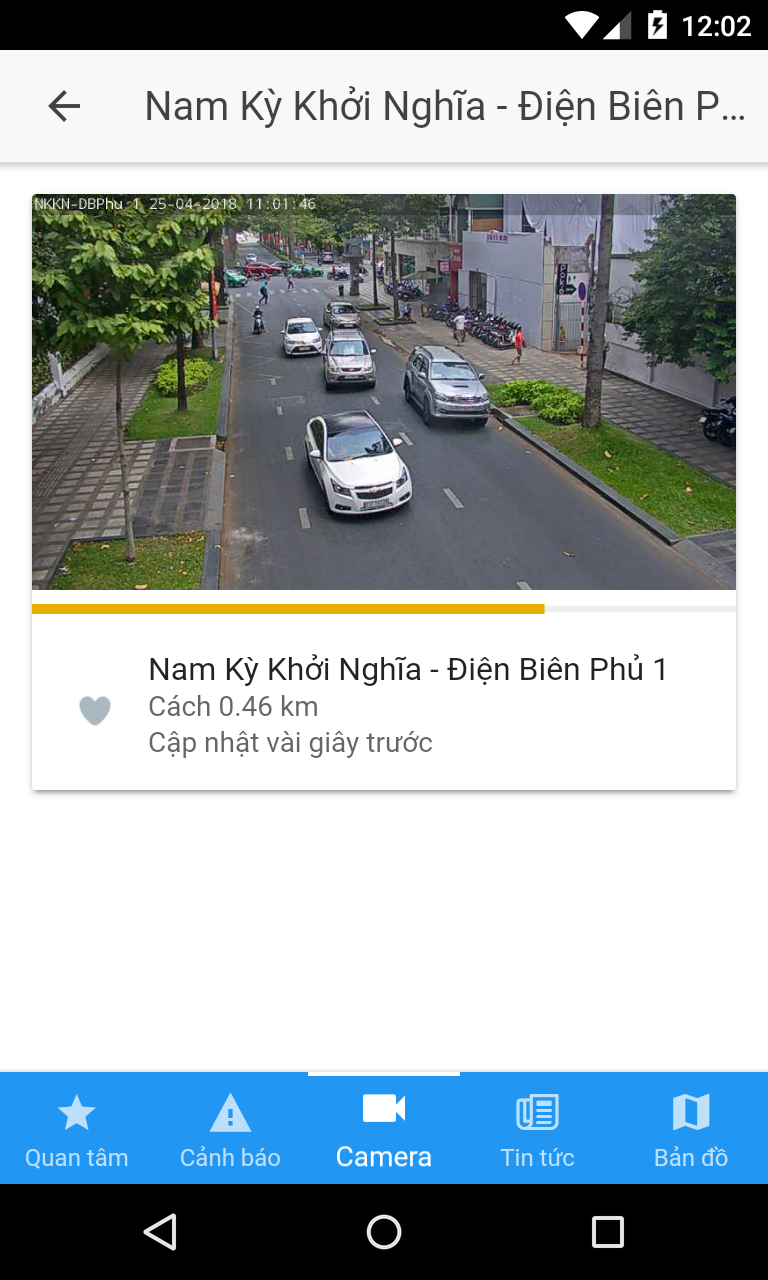 12:02
Nam Kỳ Khởi Nghĩa - Điện Biên P...
NKKN-DBPhu 1 25-04-2018 11:01:46
Nam Kỳ Khởi Nghĩa - Điện Biên Phủ 1
Cách 0.46 km
Cập nhật vài giây trước
Quan tâm
Cảnh báo
Camera
Tin tức
Bản đồ